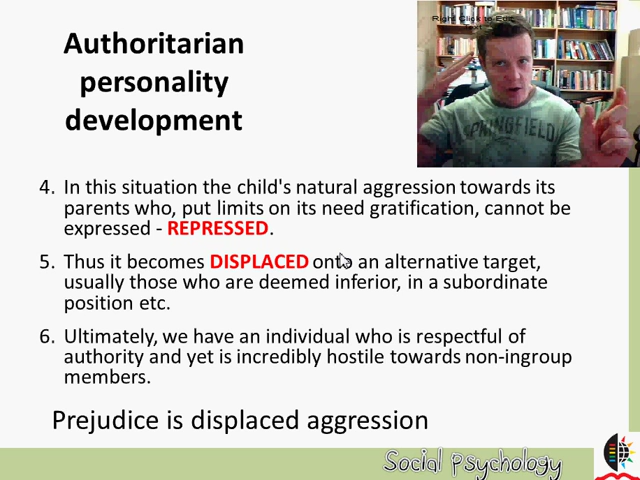 Authoritarian
personality
development
Right Click to Edit
SPRINGFIELD
4. In this situation the child's natural aggression towards its
parents who, put limits on its need gratification, cannot be
expressed - REPRESSED.
5. Thus it becomes DISPLACED onto an alternative target,
usually those who are deemed inferior, in a subordinate
position etc.
6. Ultimately, we have an individual who is respectful of
authority and yet is incredibly hostile towards non-ingroup
members.
Prejudice is displaced aggression
Social Psychology